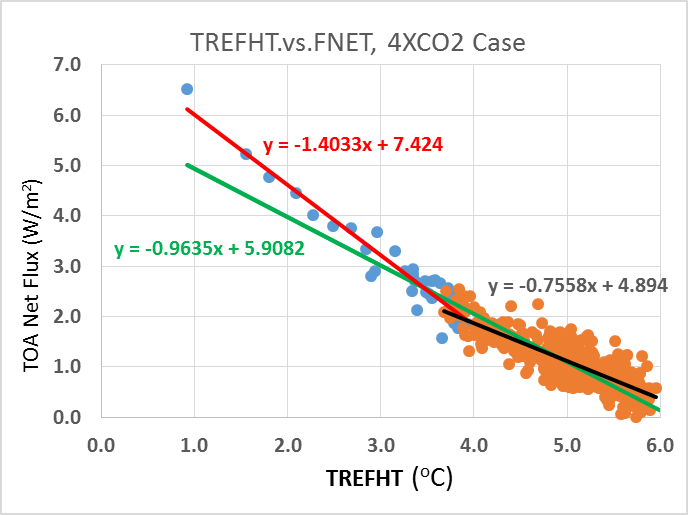 TREFHT.vs.FNET, 4XCO2 Case
7.0
6.0
5.0
4.0
3.0
2.0
1.0
0.0
TOA Net Flux (W/m²)
y = -1.4033x + 7.424
y = -0.9635x + 5.9082
y = -0.7558x + 4.894
0.0 1.0 2.0 3.0 4.0 5.0 6.0
TREFHT (ᴼC)